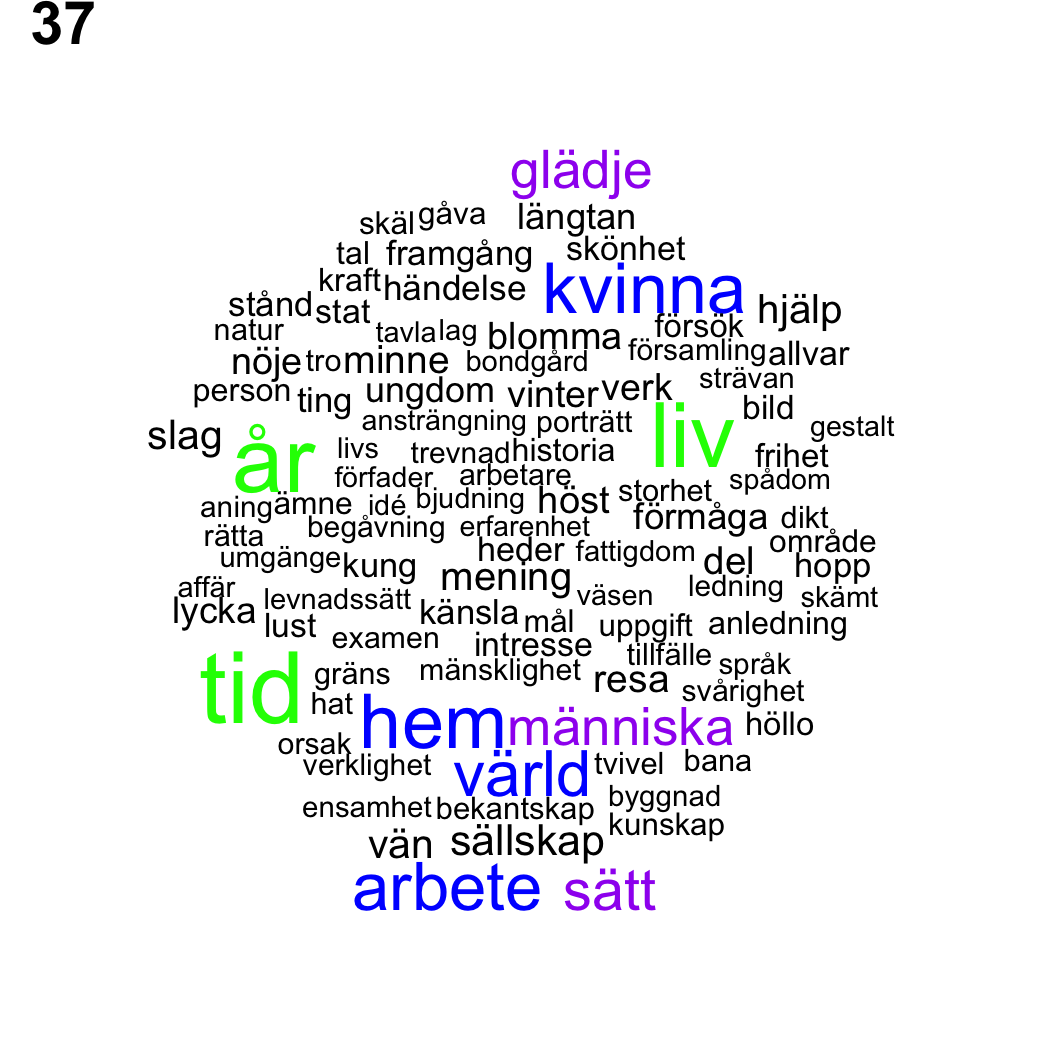 37
glädje
skäl gåva längtan
tal framgång skönhet
kraft händelse kvinna
stånd stat hjälp
natur tavla lag blomma försök
nöje tro minne bondgård församling allvar
person ting ungdom vinter verk strävan
ansträngning porträtt liv bild
slag år livs trevnad historia frihet gestalt
förfader arbetare storhet spådom
aning ämne idé bjudning höst
rätta begåvning erfarenhet förmåga dikt
umgänge kung heder fattigdom del område
affär mening väsen ledning hopp
lycka levnadssätt känsla mål uppgift anledning skämt
lust examen intresse tillfälle språk
tid gräns mänsklighet resa svårighet
hat hem människa höllo
orsak
verklighet värld tvivel bana
ensamhet bekantskap byggnad
vän sällskap kunskap
arbete sätt